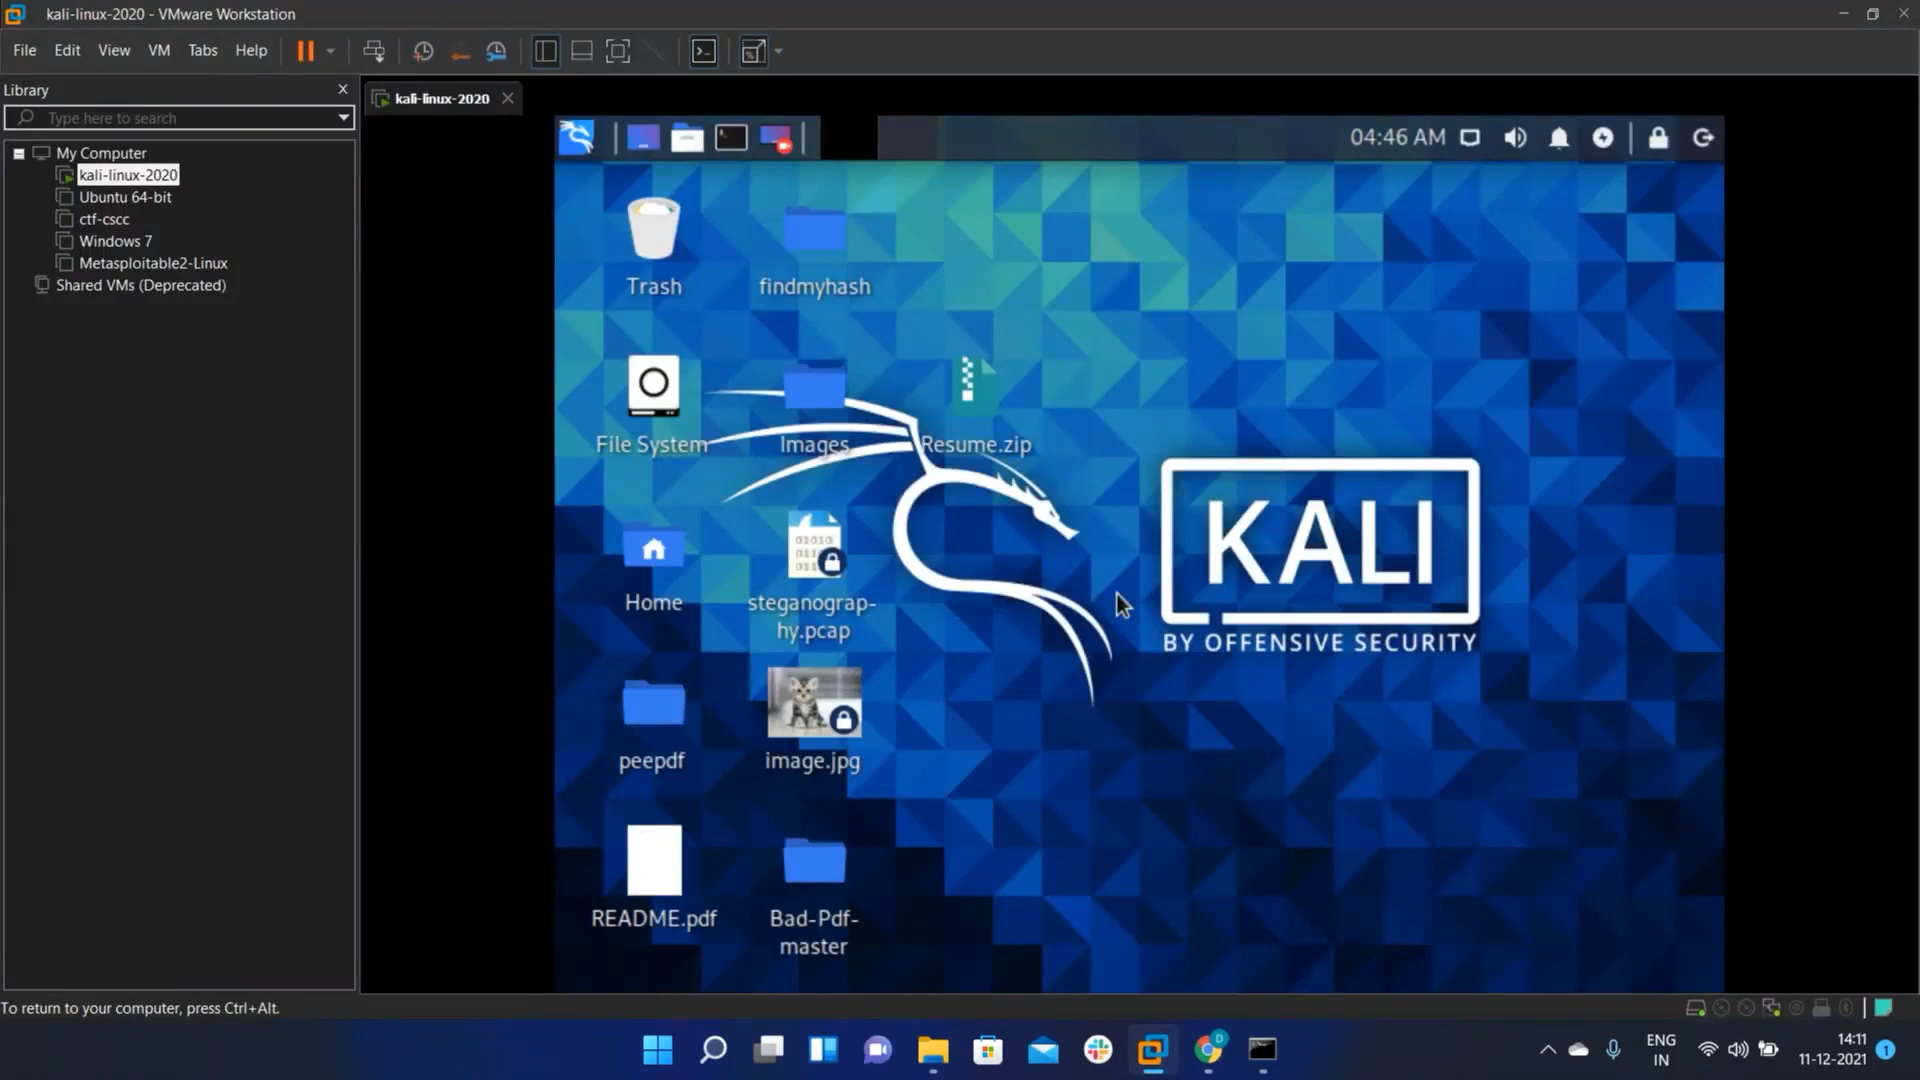 kali-linux-2020 - VMware Workstation
File Edit View VM Tabs Help
Library
Type here to search
My Computer
kali-linux-2020
Ubuntu 64-bit
ctf-cscc
Windows 7
Metasploitable2-Linux
Shared VMs (Deprecated)
kali-linux-2020
04:46 AM
Trash
findmyhash
File System
Images
Resume.zip
Home
steganograp-
hy.pcap
peepdf
image.jpg
README.pdf
Bad-Pdf-
master
KALI
BY OFFENSIVE SECURITY
To return to your computer, press Ctrl+Alt.
ENG
IN
14:11
11-12-2021
1